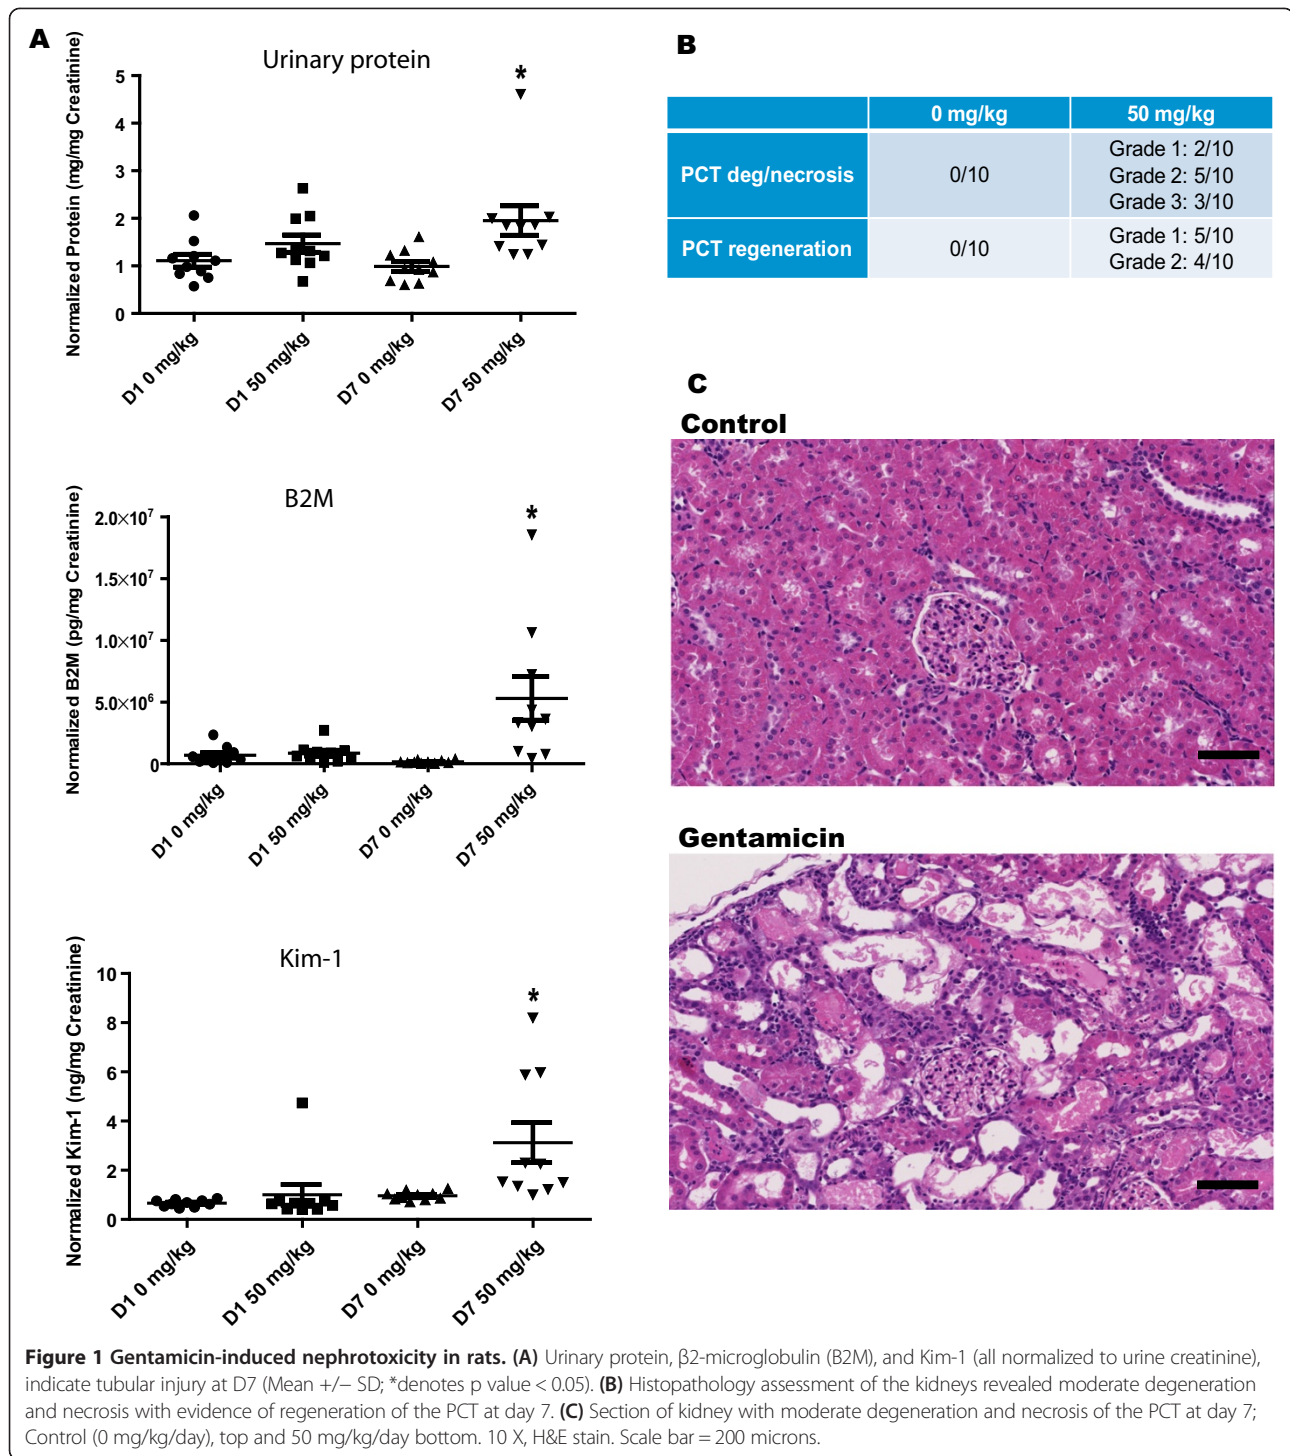 A
Urinary protein
*
Normalized Protein (mg/mg Creatinine)
5
4
3
2
1
0
D1 0 mg/kg
D1 50 mg/kg
D7 0 mg/kg
D7 50 mg/kg
B2M
*
Normalized B2M (pg/mg Creatinine)
2.0×10⁷
1.5×10⁷
1.0×10⁷
5.0×10⁶
0
D1 0 mg/kg
D1 50 mg/kg
D7 0 mg/kg
D7 50 mg/kg
Kim-1
*
Normalized Kim-1 (ng/mg Creatinine)
10
8
6
4
2
0
D1 0 mg/kg
D1 50 mg/kg
D7 0 mg/kg
D7 50 mg/kg
B
0 mg/kg 50 mg/kg
PCT deg/necrosis 0/10
Grade 1: 2/10
Grade 2: 5/10
Grade 3: 3/10
PCT regeneration 0/10
Grade 1: 5/10
Grade 2: 4/10
C
Control
Gentamicin
Figure 1 Gentamicin-induced nephrotoxicity in rats. (A) Urinary protein, β2-microglobulin (B2M), and Kim-1 (all normalized to urine creatinine),
indicate tubular injury at D7 (Mean +/− SD; *denotes p value < 0.05). (B) Histopathology assessment of the kidneys revealed moderate degeneration
and necrosis with evidence of regeneration of the PCT at day 7. (C) Section of kidney with moderate degeneration and necrosis of the PCT at day 7;
Control (0 mg/kg/day), top and 50 mg/kg/day bottom. 10 X, H&E stain. Scale bar = 200 microns.